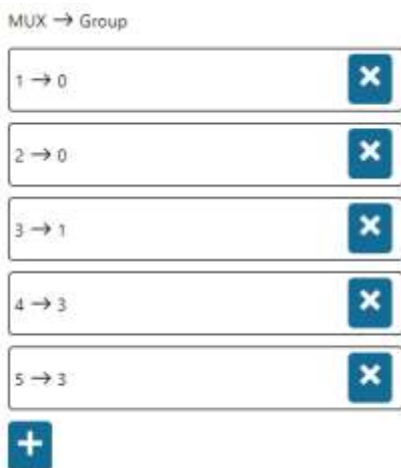 MUX → Group
1 → 0
2 → 0
3 → 1
4 → 3
5 → 3